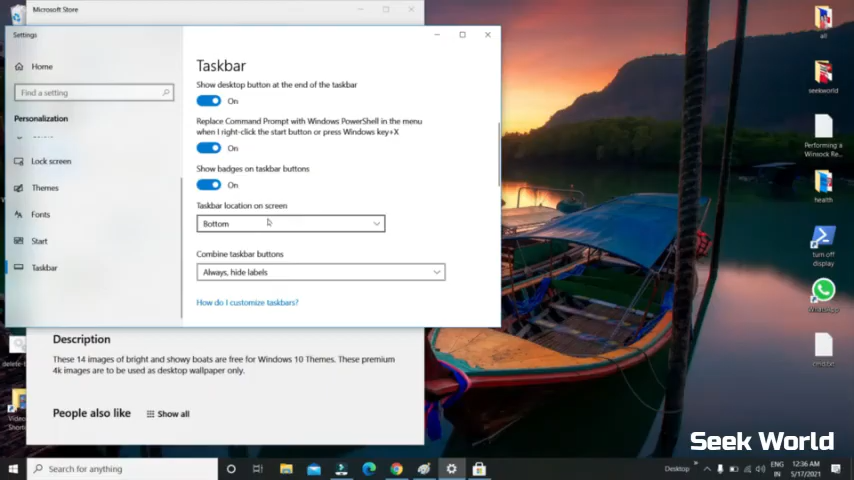 Microsoft Store
Settings
Home
Find a setting
Personalization
Lock screen
Themes
Fonts
Start
Taskbar
Taskbar
Show desktop button at the end of the taskbar
On
Replace Command Prompt with Windows PowerShell in the menu
when I right-click the start button or press Windows key+X
On
Show badges on taskbar buttons
On
Taskbar location on screen
Bottom
Combine taskbar buttons
Always, hide labels
How do I customize taskbars?
Description
These 14 images of bright and showy boats are free for Windows 10 Themes. These premium
4k images are to be used as desktop wallpaper only.
People also like
Show all
all
seekworld
Performing a
Winsock Re...
health
turn off
display
WhatsApp
cmd.txt
Seek World
Search for anything
Desktop
ENG
IN
12:36 AM
5/17/2021